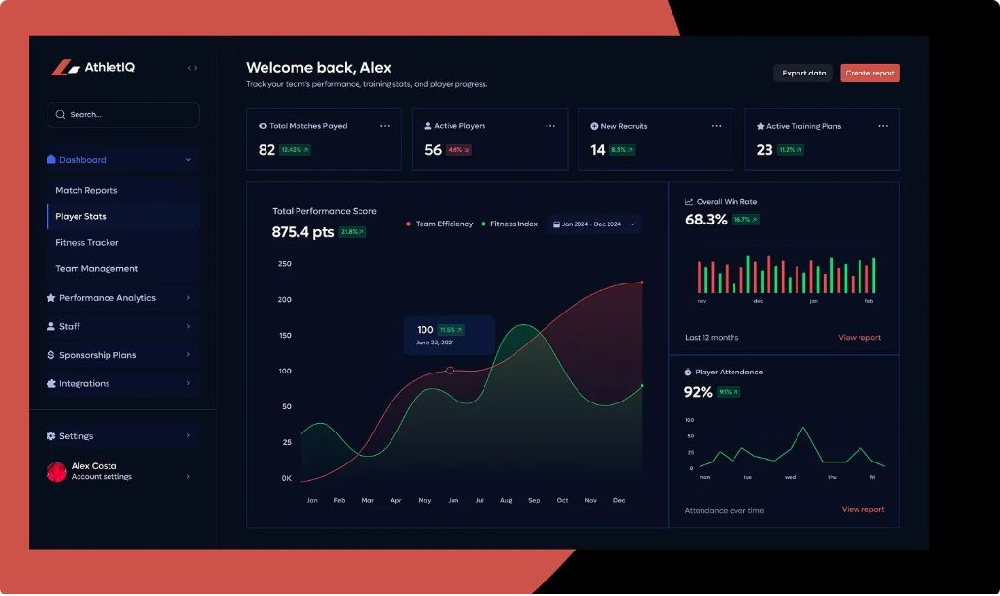 AthletIQ
Search...
Dashboard
Match Reports
Player Stats
Fitness Tracker
Team Management
Performance Analytics
Staff
Sponsorship Plans
Integrations
Settings
Alex Costa
Account settings
Welcome back, Alex
Track your team's performance, training stats, and player progress.
Export data
Create report
Total Matches Played
82 12.42%
Active Players
56 4.6%
New Recruits
14 8.3%
Active Training Plans
23 11.2%
Total Performance Score
875.4 pts 21.8%
Team Efficiency Fitness Index Jan 2024 - Dec 2024
250
200
150
100
50
25
0K
100 11.5%
June 23, 2021
Jan Feb Mar Apr May Jun Jul Aug Sep Oct Nov Dec
Overall Win Rate
68.3% 16.7%
nov dec jan feb
Last 12 months View report
Player Attendance
92% 9.1%
100
50
25
0
mon tue wed thu fri
Attendance over time View report